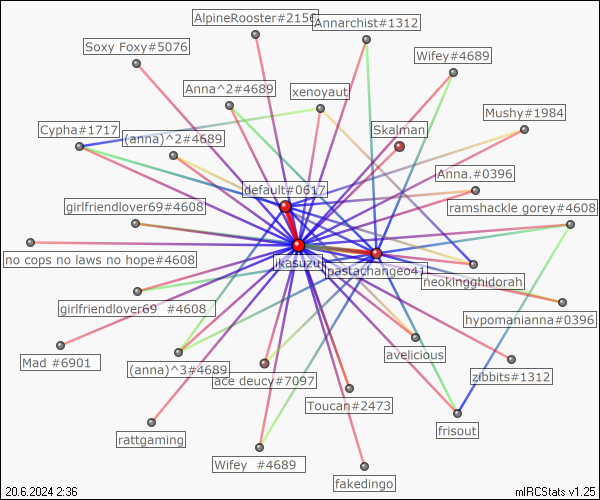 AlpineRooster#2156
Annarchist#1312
Soxy Foxy#5076
Wifey#4689
Anna^2#4689
xenoyaut
Mushy#1984
Cypha#1717
(anna)^2#4689
Skalman
Anna.#0396
default#0617
girlfriendlover69#4608
ramshackle gorey#4608
no cops no laws no hope#4608
ikasuzu
pastachangeo41
neokingghidorah
girlfriendlover69 #4608
hypomanianna#0396
Mad #6901
(anna)^3#4689
ace deucy#7097
avelicious
zibbits#1312
Toucan#2473
rattgaming
frisout
Wifey #4689
fakedingo
20.6.2024 2:36
mIRCStats v1.25